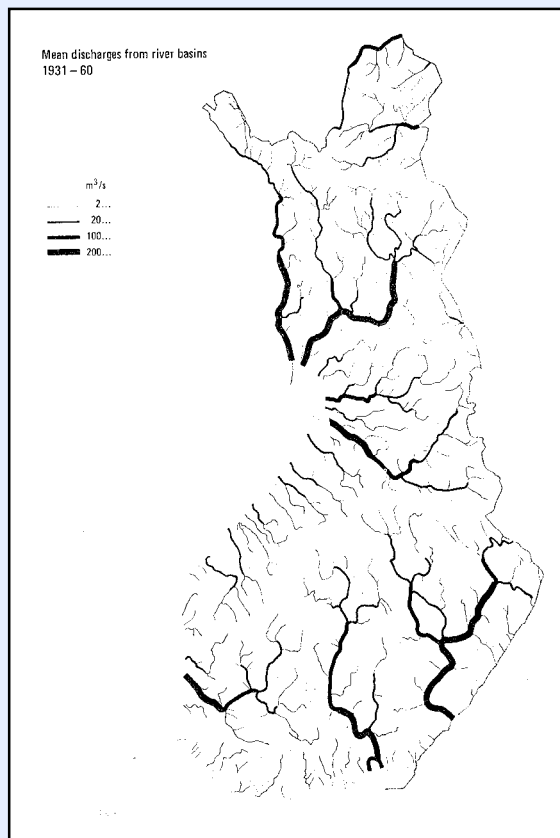 Mean discharges from river basins
1931 – 60
m³/s
2...
20...
100...
200...